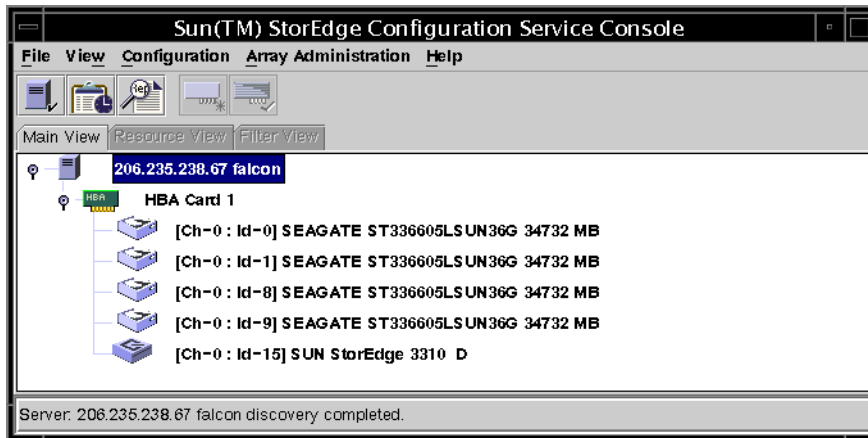 Sun(TM) StorEdge Configuration Service Console
File View Configuration Array Administration Help
Rep
Main View Resource View Filter View
206.235.238.67 falcon
HBA HBA Card 1
[Ch-0 : Id-0] SEAGATE ST336605LSUN36G 34732 MB
[Ch-0 : Id-1] SEAGATE ST336605LSUN36G 34732 MB
[Ch-0 : Id-8] SEAGATE ST336605LSUN36G 34732 MB
[Ch-0 : Id-9] SEAGATE ST336605LSUN36G 34732 MB
[Ch-0 : Id-15] SUN StorEdge 3310 D
Server: 206.235.238.67 falcon discovery completed.